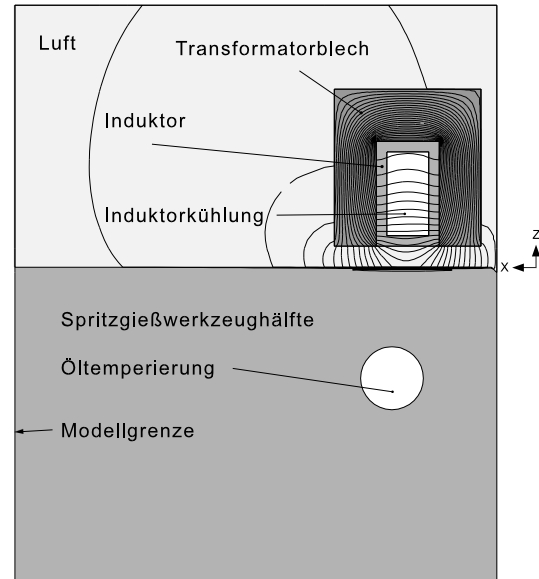 Luft
Transformatorblech
Induktor
Induktorkühlung
Z
X
Spritzgießwerkzeughälfte
Öltemperierung
Modellgrenze